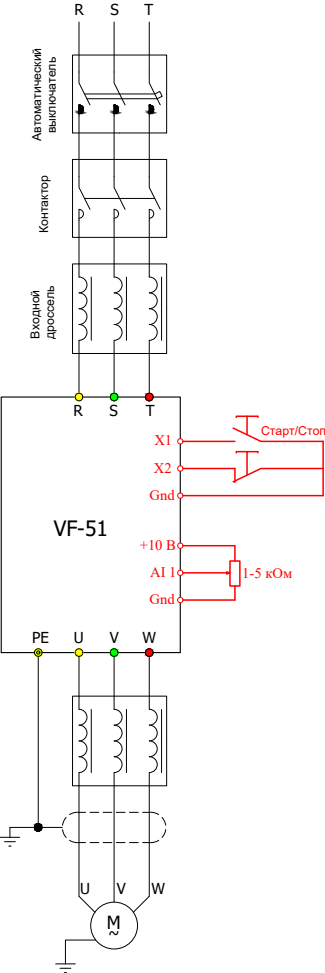 R S T
Автоматический
выключатель
Контактор
Входной
дроссель
R S T
X1
Старт/Стоп
X2
Gnd
VF-51
+10 В
AI 1
1-5 кОм
Gnd
PE U V W
U V W
M
~